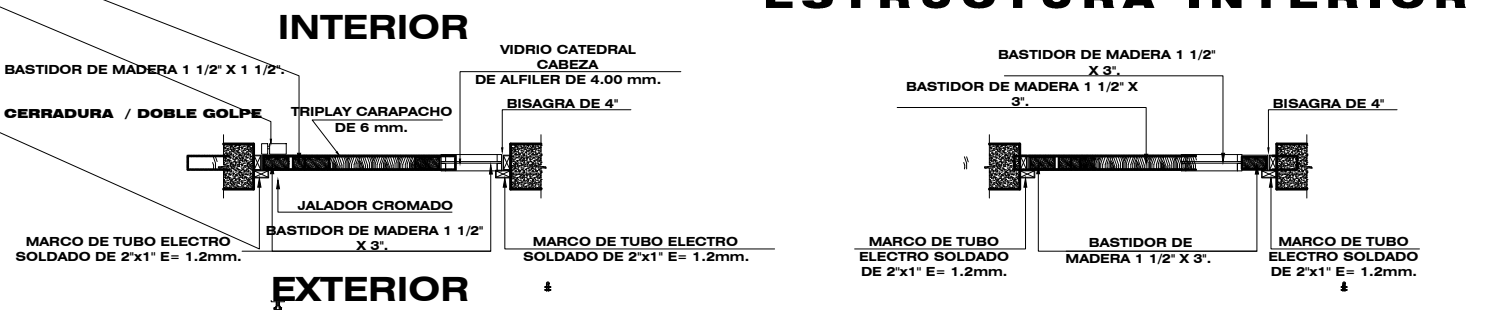 ESTRUCTURA INTERIOR
INTERIOR
BASTIDOR DE MADERA 1 1/2" X 1 1/2".
CERRADURA / DOBLE GOLPE
TRIPLAY CARAPACHO
DE 6 mm.
VIDRIO CATEDRAL
CABEZA
DE ALFILER DE 4.00 mm.
BISAGRA DE 4"
JALADOR CROMADO
BASTIDOR DE MADERA 1 1/2"
X 3".
MARCO DE TUBO ELECTRO
SOLDADO DE 2"x1" E= 1.2mm.
MARCO DE TUBO ELECTRO
SOLDADO DE 2"x1" E= 1.2mm.
EXTERIOR
BASTIDOR DE MADERA 1 1/2"
X 3".
BASTIDOR DE MADERA 1 1/2" X
3".
BISAGRA DE 4"
MARCO DE TUBO
ELECTRO SOLDADO
DE 2"x1" E= 1.2mm.
BASTIDOR DE
MADERA 1 1/2" X 3".
MARCO DE TUBO
ELECTRO SOLDADO
DE 2"x1" E= 1.2mm.